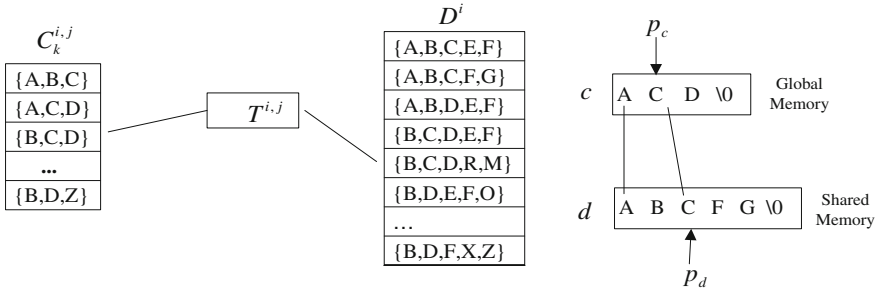 C_k^{i,j}
{A,B,C}
{A,C,D}
{B,C,D}
...
{B,D,Z}
T^{i,j}
D^i
{A,B,C,E,F}
{A,B,C,F,G}
{A,B,D,E,F}
{B,C,D,E,F}
{B,C,D,R,M}
{B,D,E,F,O}
...
{B,D,F,X,Z}
p_c
c A C D \0 Global Memory
d A B C F G \0 Shared Memory
p_d